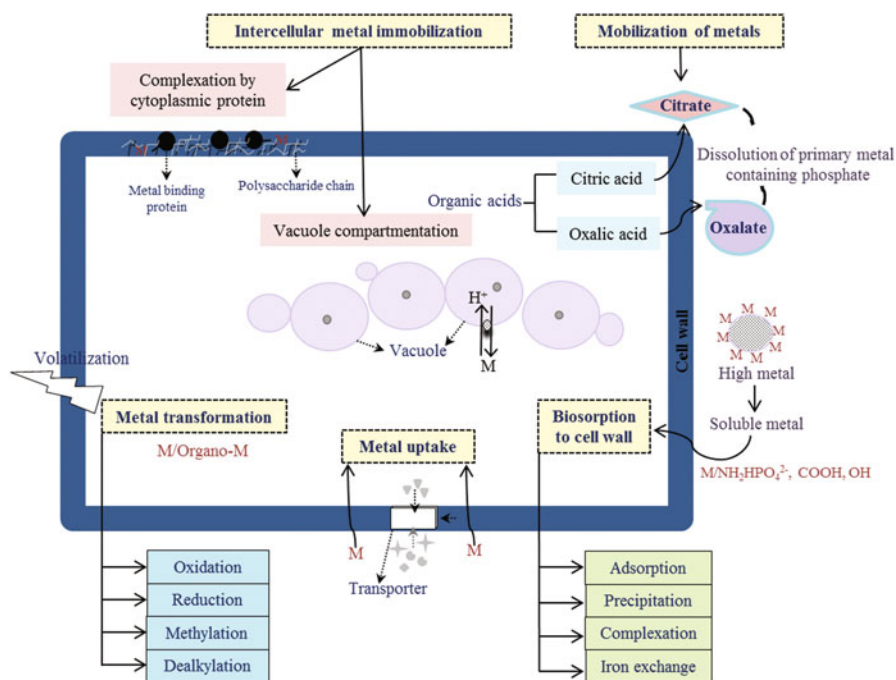 Intercellular metal immobilization
Mobilization of metals
Complexation by
cytoplasmic protein
Citrate
M
M
Metal binding
protein
Polysaccharide chain
Dissolution of primary metal
containing phosphate
Organic acids
Citric acid
Oxalic acid
Oxalate
Vacuole compartmentation
H+
Vacuole
M
Cell wall
M
M
M
M
M
M
M
M
High metal
Soluble metal
Volatilization
Metal transformation
M/Organo-M
Metal uptake
Biosorption
to cell wall
M/NH₂HPO₄²⁻, COOH, OH
M
M
Transporter
Oxidation
Reduction
Methylation
Dealkylation
Adsorption
Precipitation
Complexation
Iron exchange